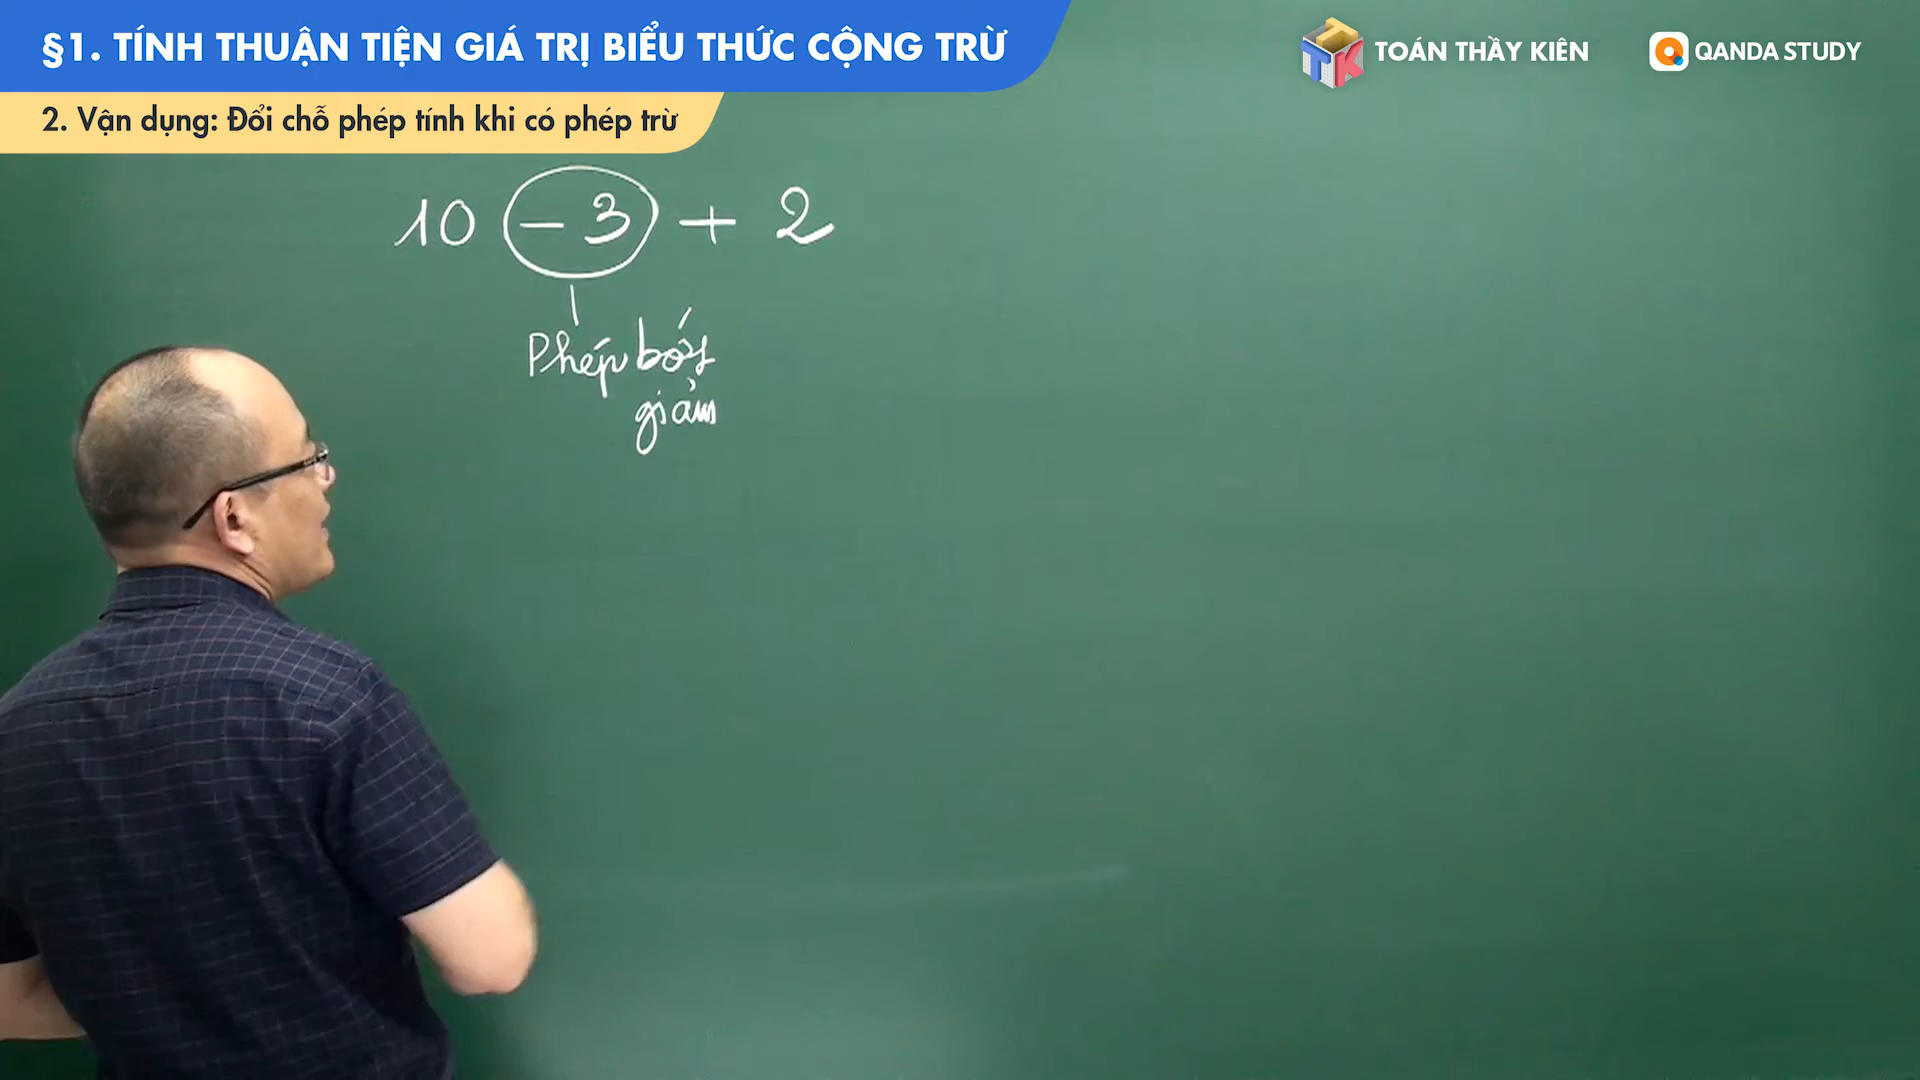 §1. TÍNH THUẬN TIỆN GIÁ TRỊ BIỂU THỨC CỘNG TRỪ
TTK TOÁN THẦY KIÊN
QANDA STUDY
2. Vận dụng: Đổi chỗ phép tính khi có phép trừ
10 - 3 + 2
Phép bớt
giảm